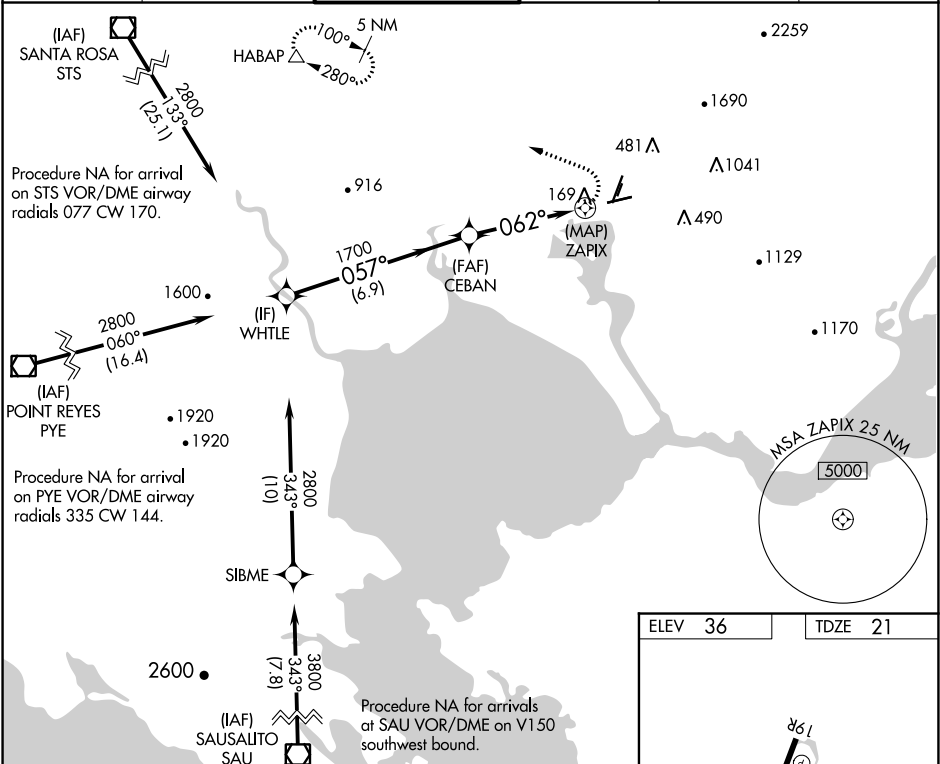 (IAF)
SANTA ROSA
STS
2800
133°
(25.1)
HABAP
100°
280°
5 NM
2259
1690
481
1041
916
169
490
Procedure NA for arrival
on STS VOR/DME airway
radials 077 CW 170.
062°
(MAP)
ZAPIX
1700
057°
(6.9)
(FAF)
CEBAN
1129
1600
(IF)
WHTLE
2800
060°
(16.4)
1170
(IAF)
POINT REYES
PYE
1920
1920
MSA ZAPIX 25 NM
5000
Procedure NA for arrival
on PYE VOR/DME airway
radials 335 CW 144.
2800
343°
(10)
SIBME
3800
343°
(7.8)
2600
(IAF)
SAUSALITO
SAU
Procedure NA for arrivals
at SAU VOR/DME on V150
southwest bound.
ELEV 36
TDZE 21
19R